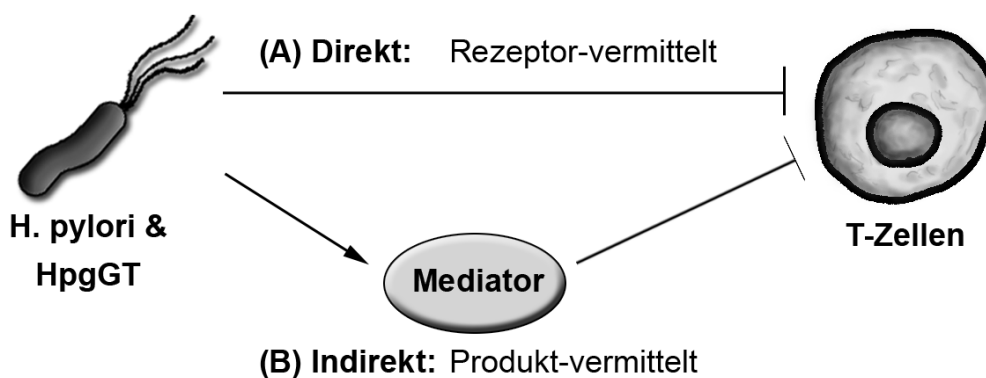 (A) Direkt: Rezeptor-vermittelt
H. pylori &
HpgGT
T-Zellen
Mediator
(B) Indirekt: Produkt-vermittelt